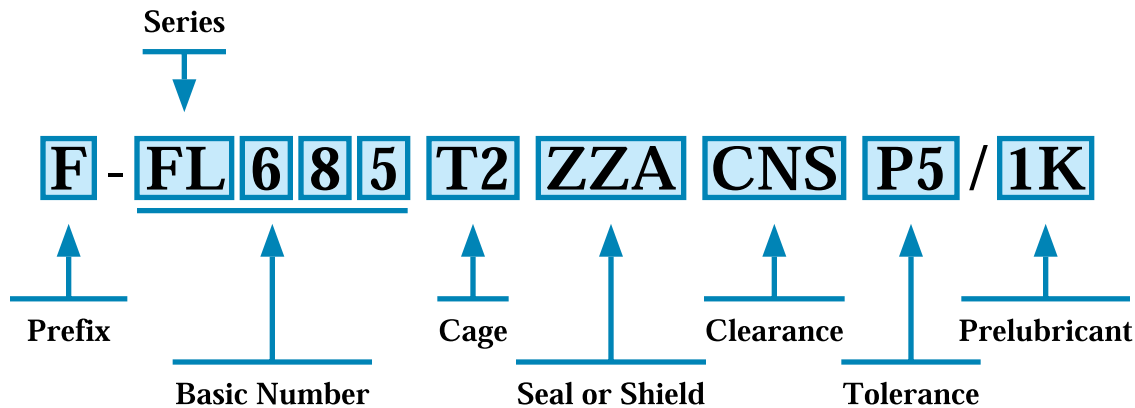 Series
F - FL 6 8 5 T2 ZZA CNS P5 / 1K
Prefix Cage Clearance Prelubricant
Basic Number Seal or Shield Tolerance